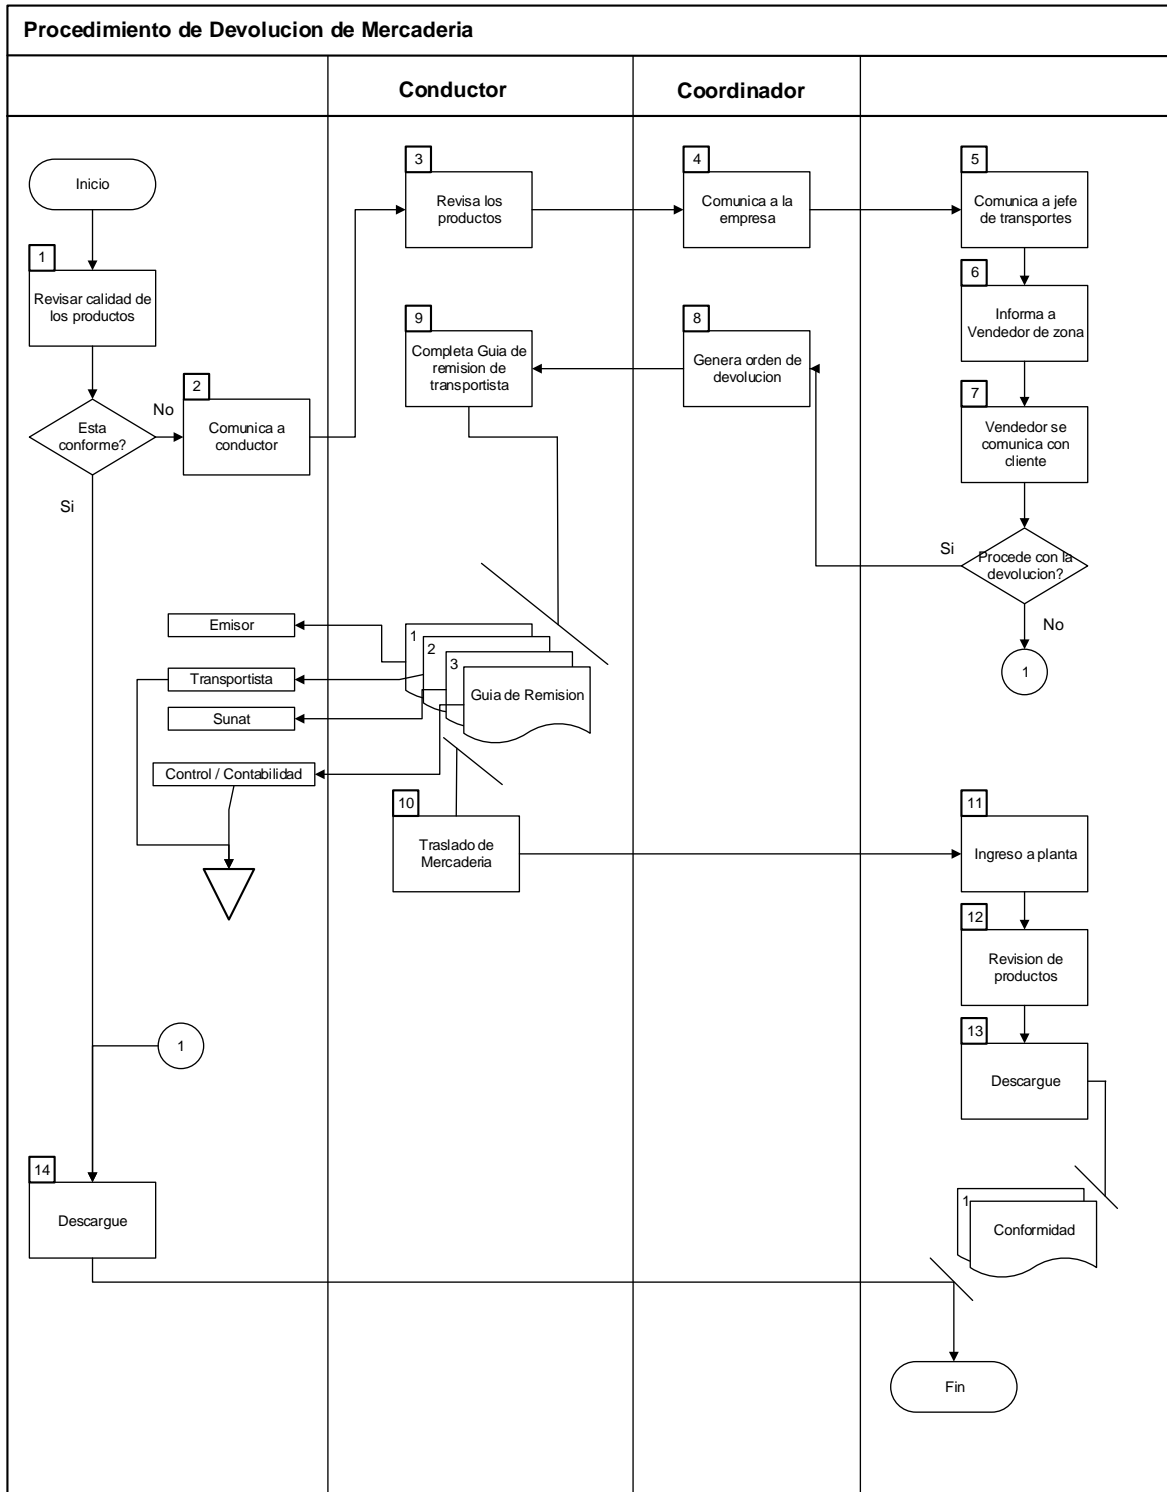 Procedimiento de Devolucion de Mercaderia
Conductor
Coordinador
Inicio
3
Revisa los
productos
4
Comunica a la
empresa
5
Comunica a jefe
de transportes
1
Revisar calidad de
los productos
6
Informa a
Vendedor de zona
9
Completa Guia de
remision de
transportista
8
Genera orden de
devolucion
2
Comunica a
conductor
No
Esta
conforme?
Si
7
Vendedor se
comunica con
cliente
Si
Procede con la
devolucion?
No
1
Emisor
Transportista
Sunat
Control / Contabilidad
1
2
3
Guia de Remision
10
Traslado de
Mercaderia
11
Ingreso a planta
12
Revision de
productos
13
Descargue
1
14
Descargue
1
Conformidad
Fin